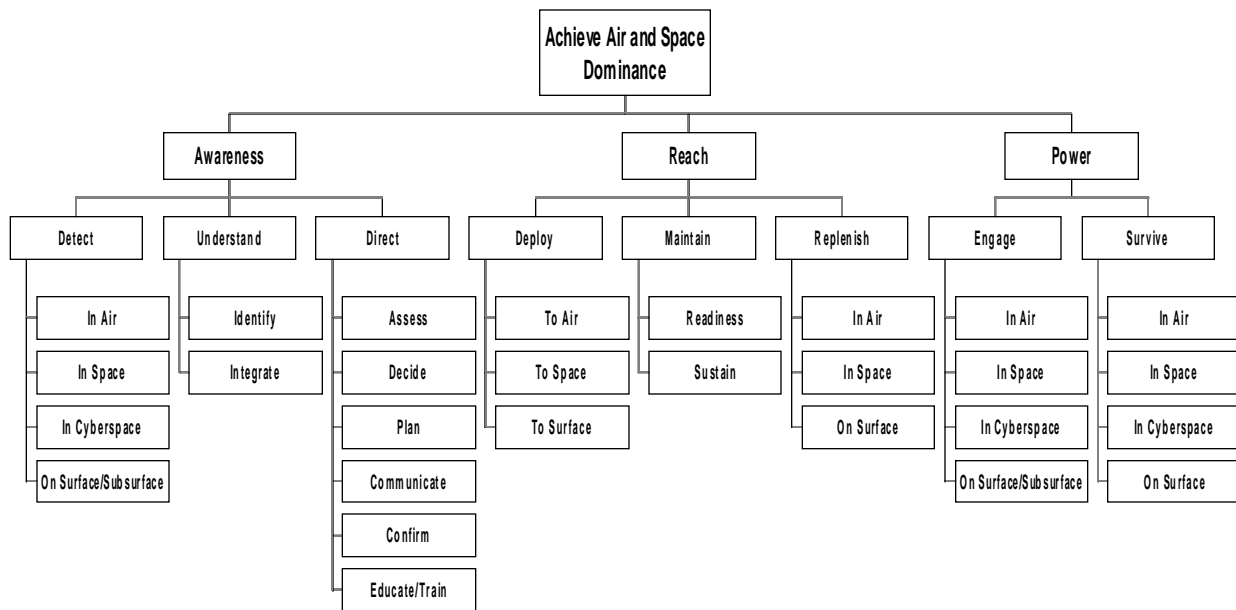 Achieve Air and Space
Dominance
Awareness
Reach
Power
Detect
Understand
Direct
Deploy
Maintain
Replenish
Engage
Survive
In Air
Identify
Assess
To Air
Readiness
In Air
In Air
In Air
In Space
Integrate
Decide
To Space
Sustain
In Space
In Space
In Space
In Cyberspace
Plan
To Surface
On Surface
In Cyberspace
In Cyberspace
On Surface/Subsurface
Communicate
On Surface/Subsurface
On Surface
Confirm
Educate/Train